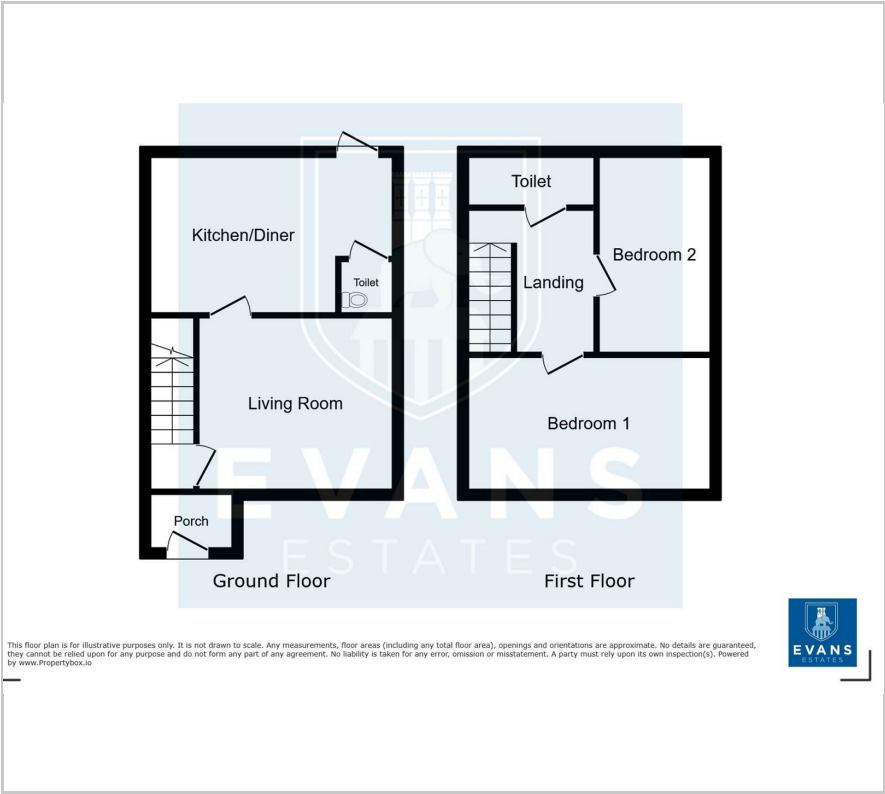 Toilet
Kitchen/Diner
Bedroom 2
Toilet
Landing
Living Room
Bedroom 1
EVANS
ESTATES
Porch
Ground Floor
First Floor
This floor plan is for illustrative purposes only. It is not drawn to scale. Any measurements, floor areas (including any total floor area), openings and orientations are approximate. No details are guaranteed,
they cannot be relied upon for any purpose and do not form any part of any agreement. No liability is taken for any error, omission or misstatement. A party must rely upon its own inspection(s). Powered
by www.Propertybox.io
EVANS
ESTATES